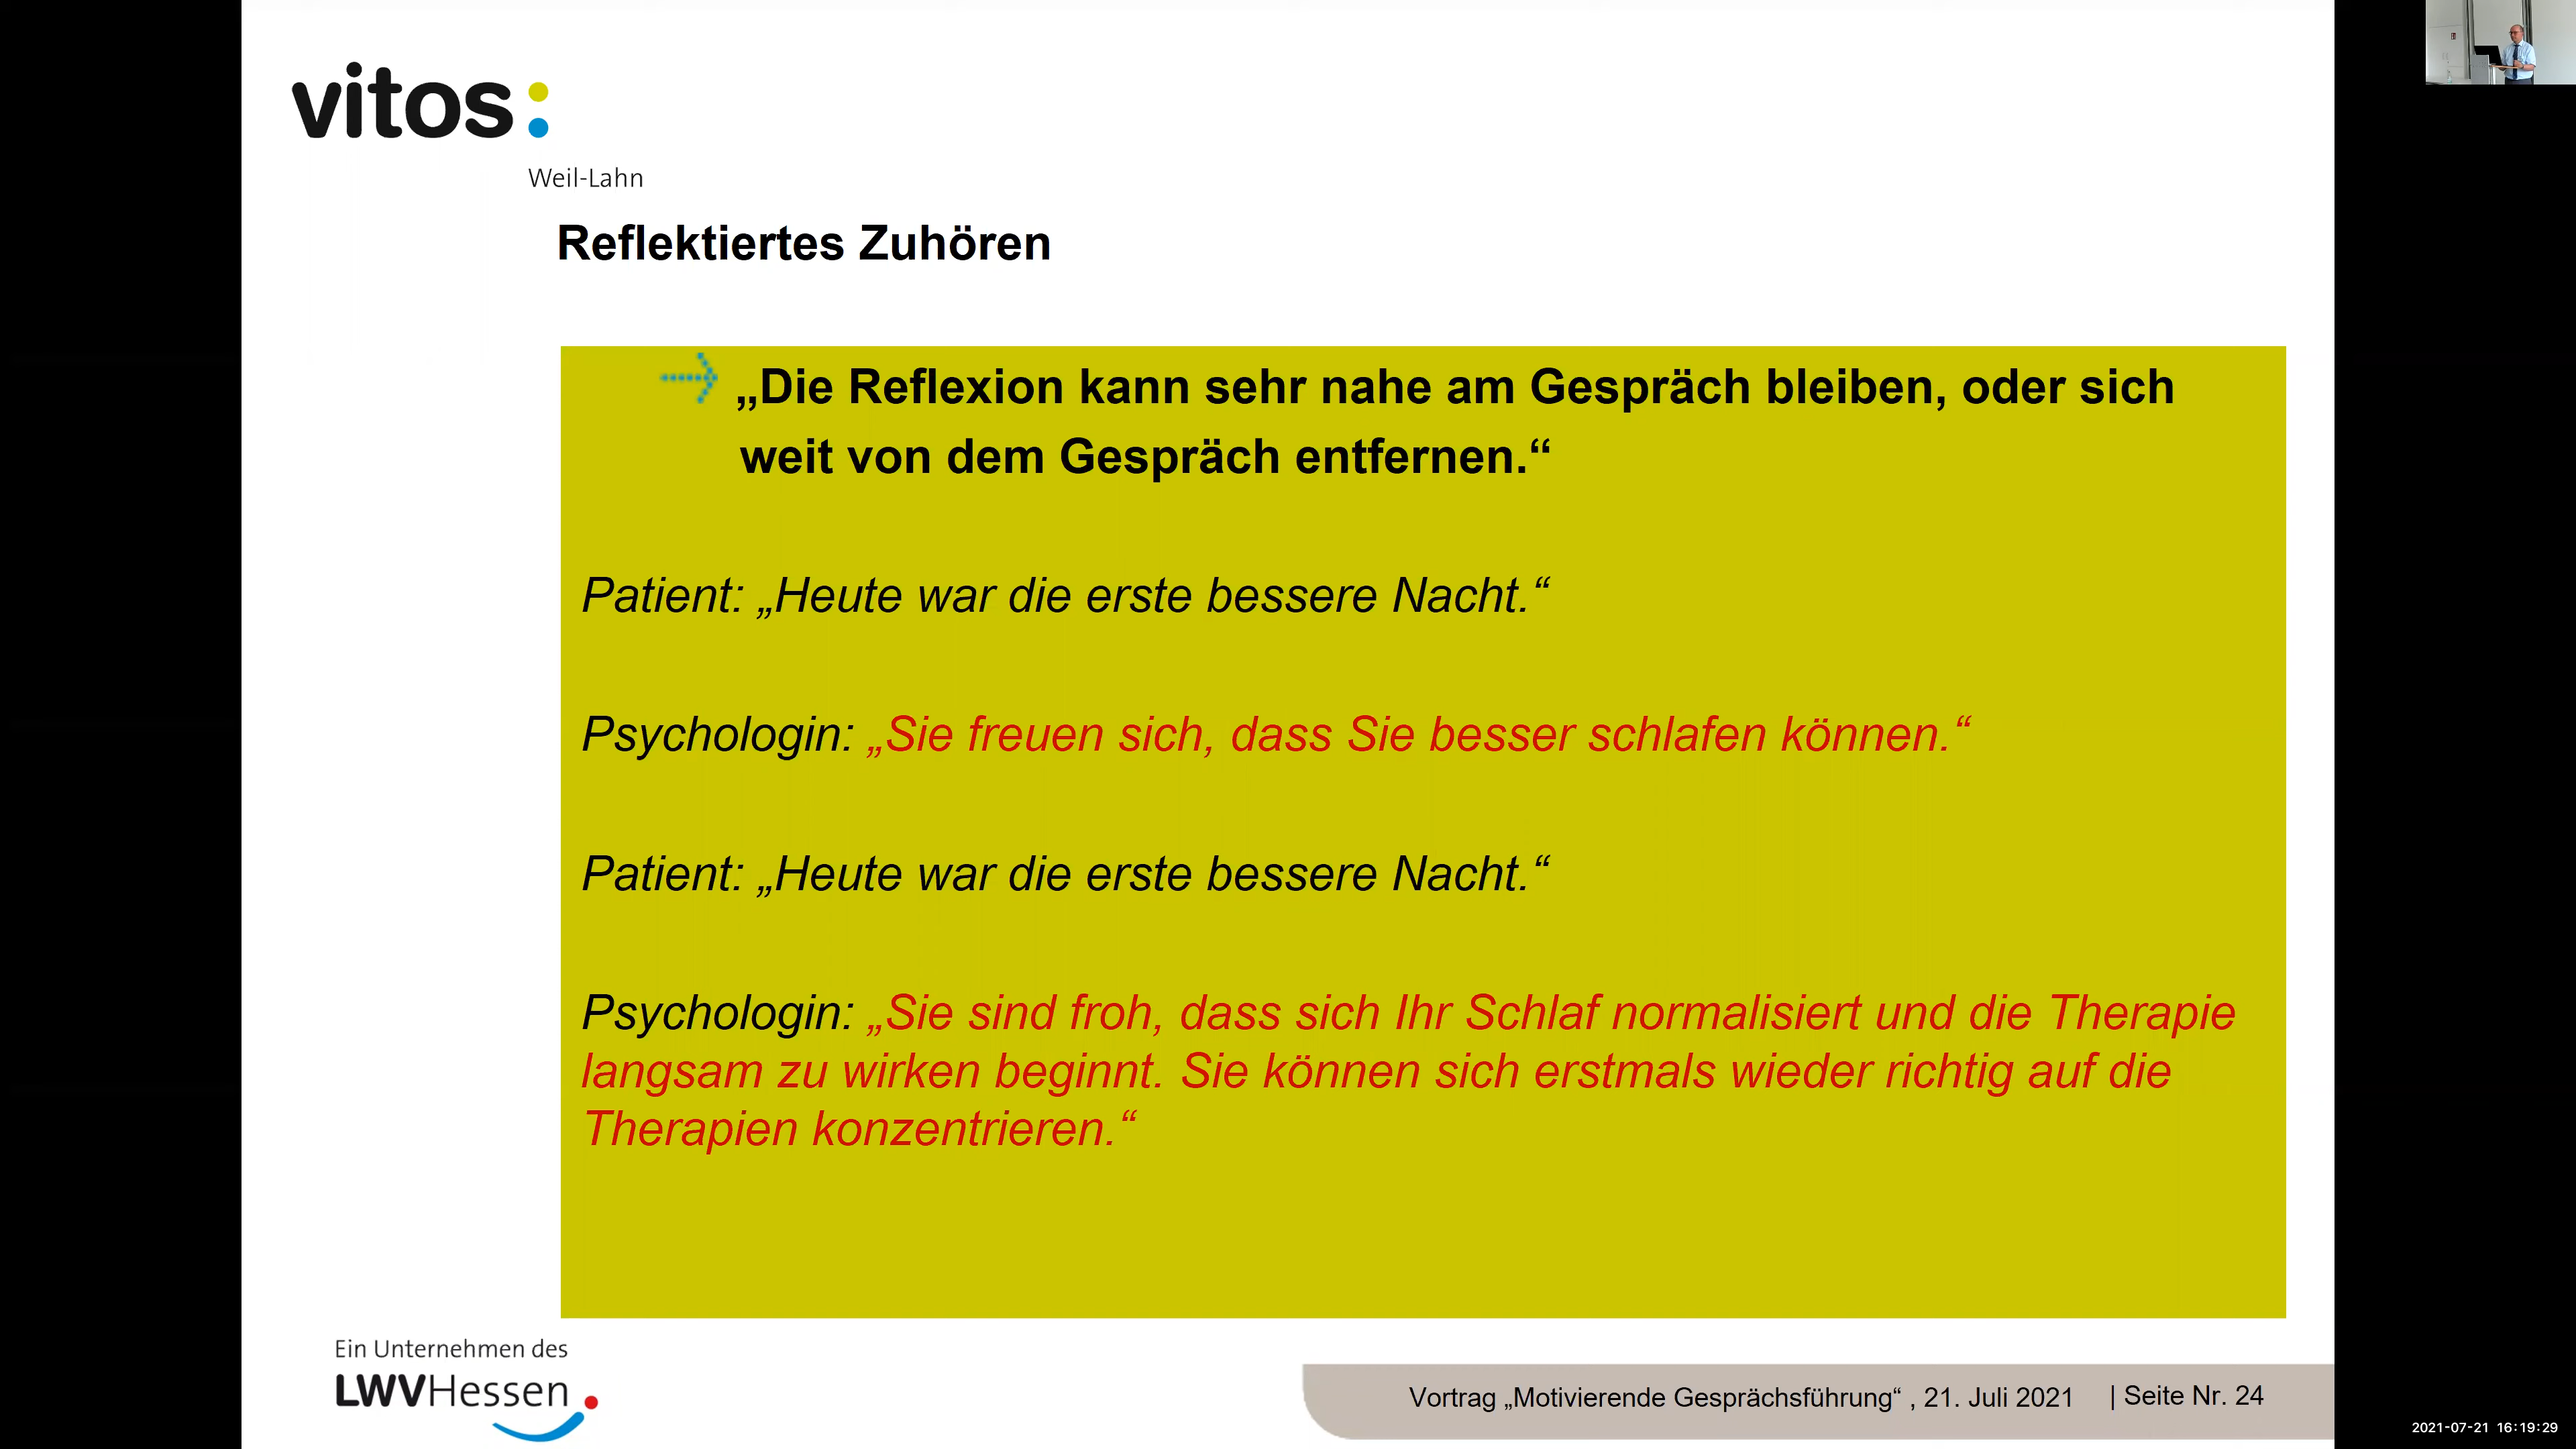 vitos:
Weil-Lahn
Reflektiertes Zuhören
„Die Reflexion kann sehr nahe am Gespräch bleiben, oder sich
weit von dem Gespräch entfernen.“
Patient: „Heute war die erste bessere Nacht.“
Psychologin: „Sie freuen sich, dass Sie besser schlafen können.“
Patient: „Heute war die erste bessere Nacht.“
Psychologin: „Sie sind froh, dass sich Ihr Schlaf normalisiert und die Therapie
langsam zu wirken beginnt. Sie können sich erstmals wieder richtig auf die
Therapien konzentrieren.“
Ein Unternehmen des
LWVHessen
Vortrag „Motivierende Gesprächsführung“ , 21. Juli 2021 | Seite Nr. 24
2021-07-21 16:19:29